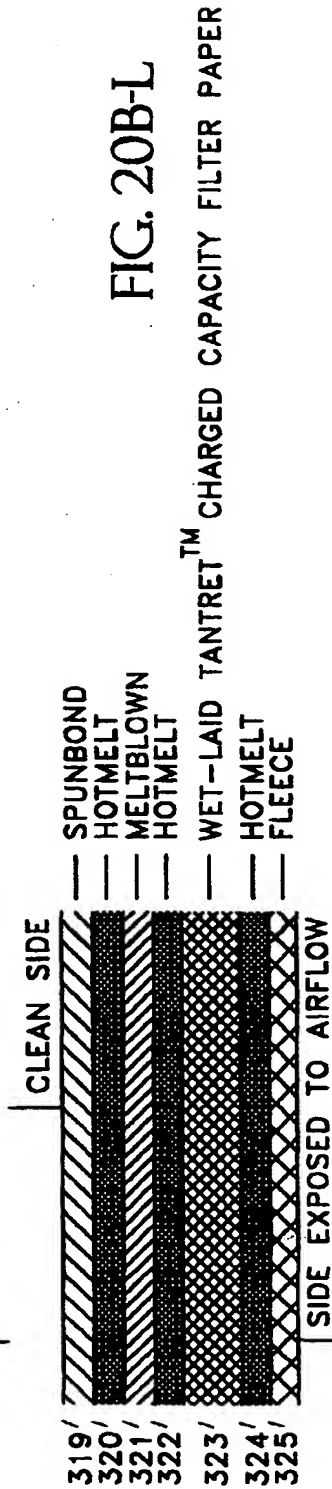 FIG. 20B-L
CLEAN SIDE
319′ SPUNBOND
320′ HOTMELT
321′ MELTBLOWN
322′ HOTMELT
323′ WET-LAID TANTRET™ CHARGED CAPACITY FILTER PAPER
324′ HOTMELT
325′ FLEECE
SIDE EXPOSED TO AIRFLOW